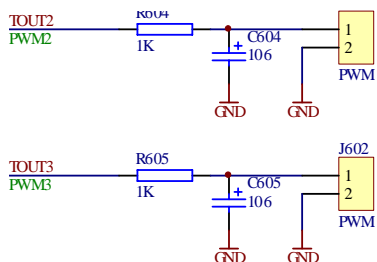 TOUT2 R604 C604 1
PWM2 1K 106 2
GND GND PWM
J602
TOUT3 R605 C605 1
PWM3 1K 106 2
GND GND PWM